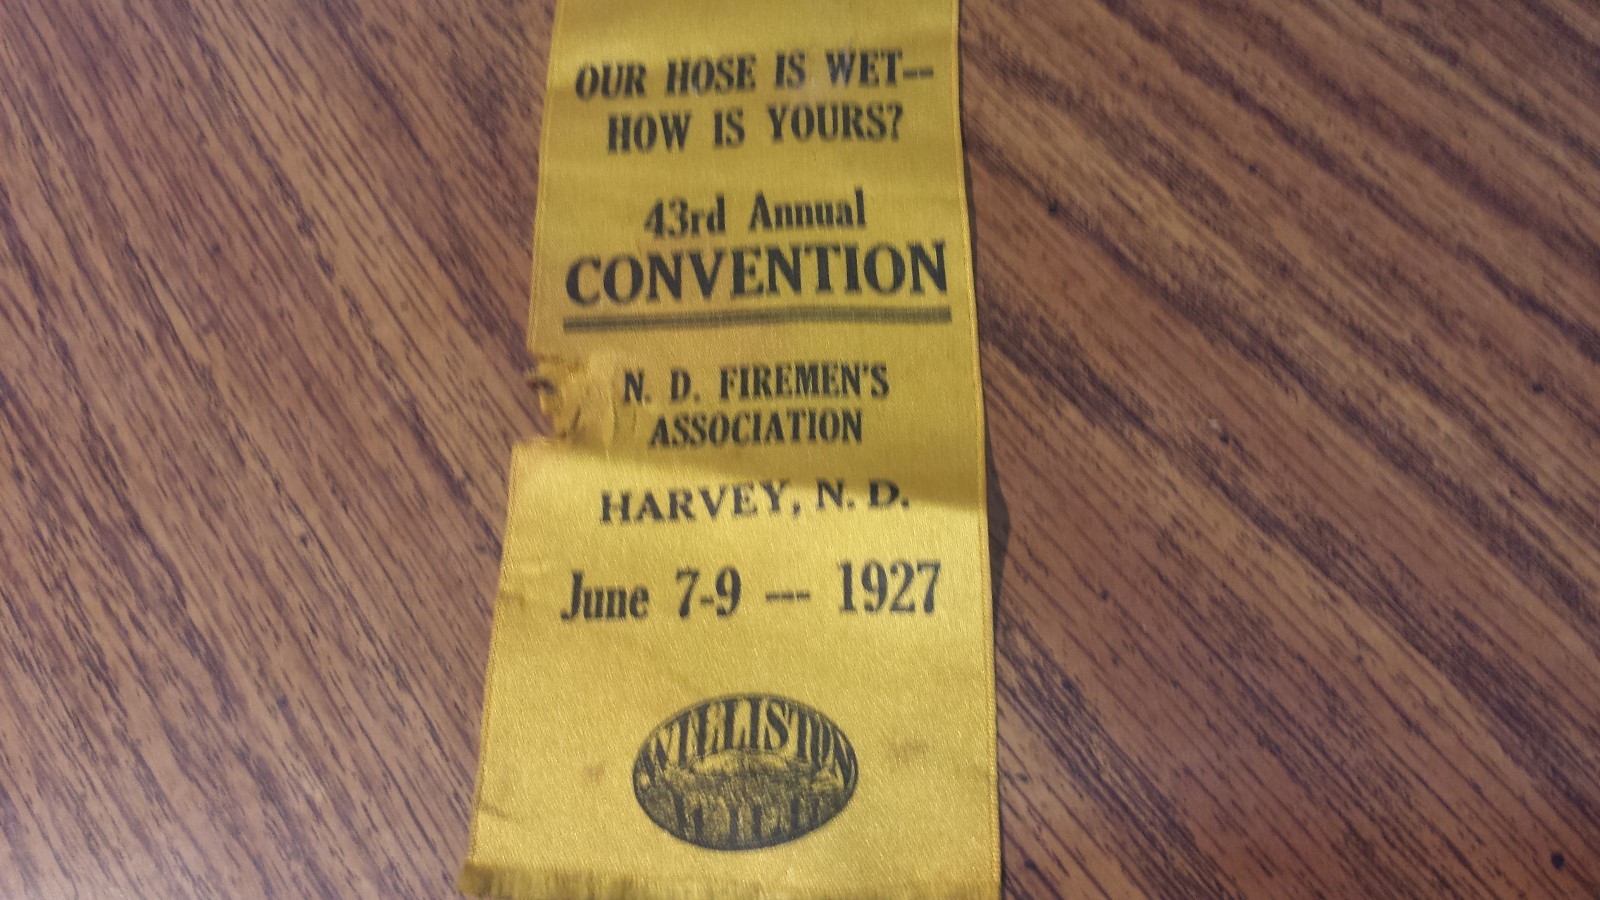 OUR HOSE IS WET--
HOW IS YOURS?
43rd Annual
CONVENTION
N. D. FIREMEN'S
ASSOCIATION
HARVEY, N. D.
June 7-9 --- 1927
WILLISTON